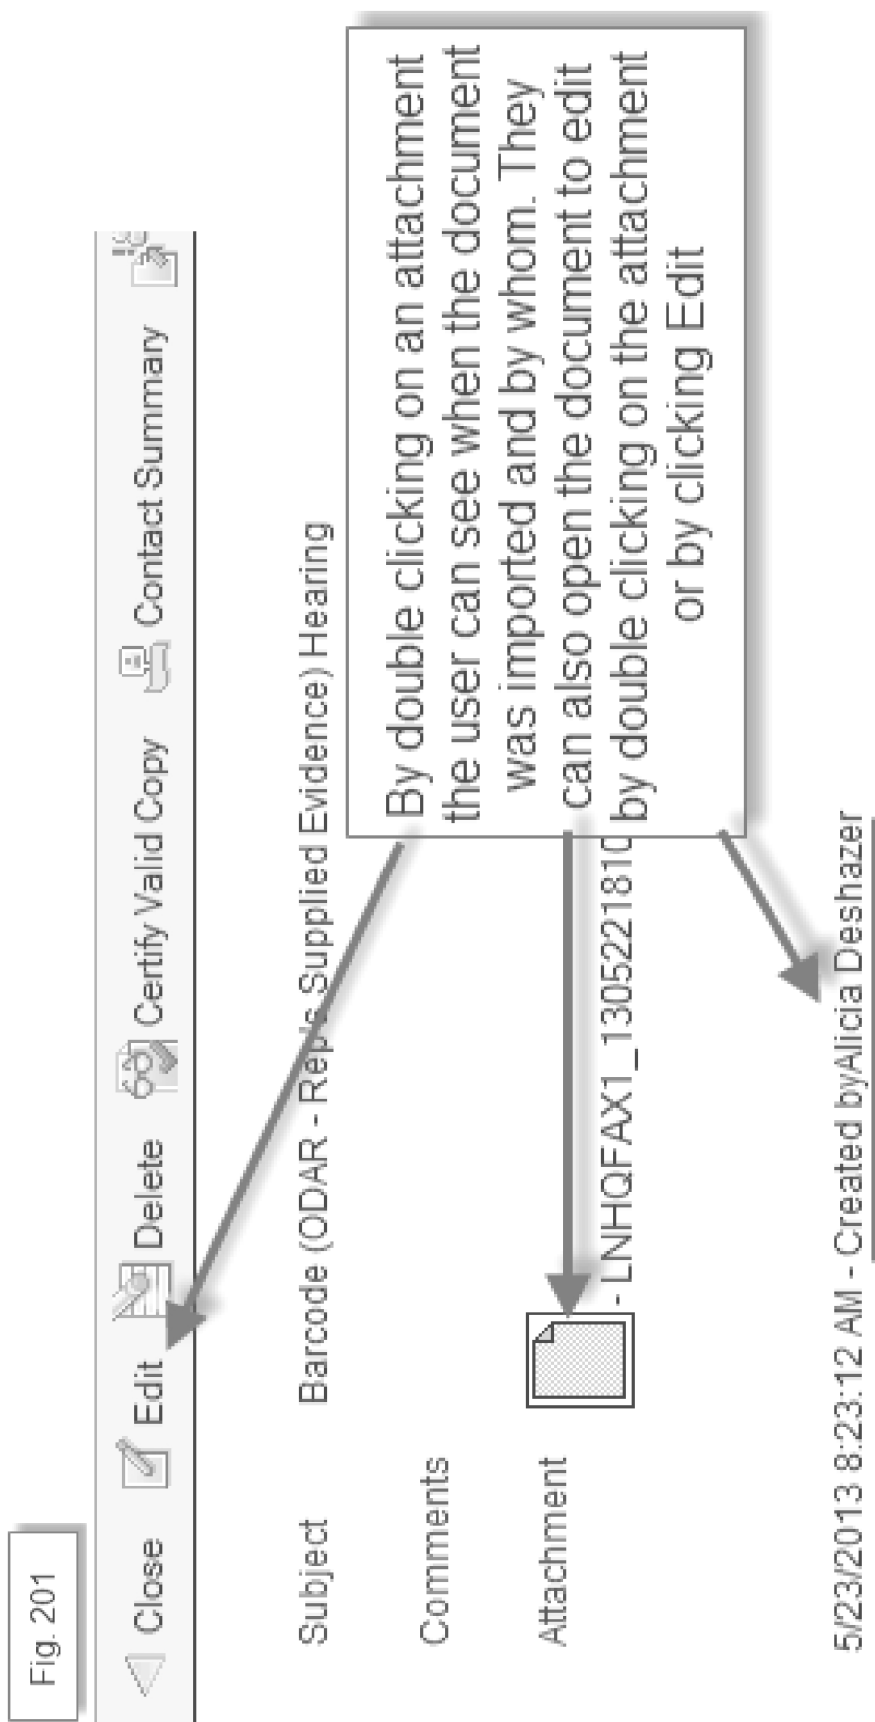 Fig. 201
Close Edit Delete Certify Valid Copy Contact Summary
Subject Barcode (ODAR - Rep's Supplied Evidence) Hearing
Comments
Attachment
- LNHQFAX1_1305221810
5/23/2013 8:23:12 AM - Created byAlicia Deshazer
By double clicking on an attachment
the user can see when the document
was imported and by whom. They
can also open the document to edit
by double clicking on the attachment
or by clicking Edit